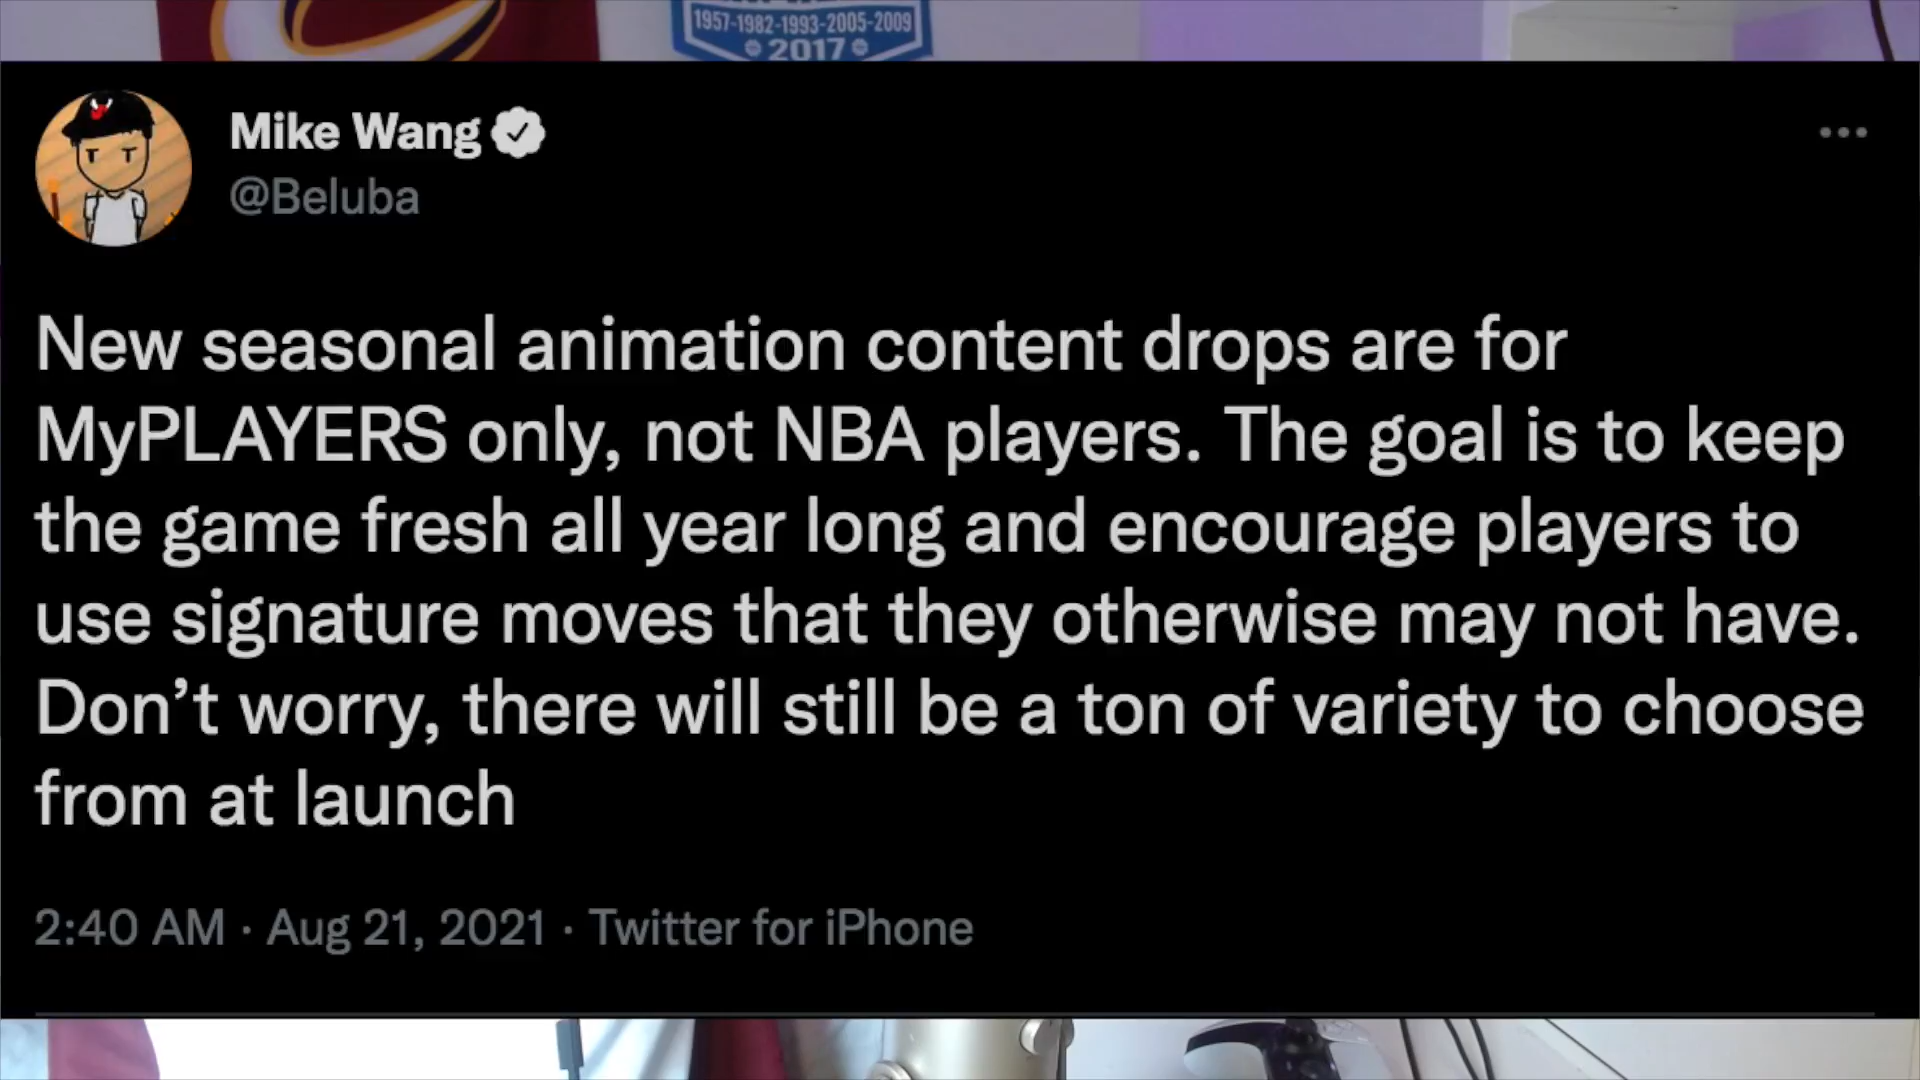 1957-1982-1993-2005-2009
2017
Mike Wang
@Beluba
New seasonal animation content drops are for
MyPLAYERS only, not NBA players. The goal is to keep
the game fresh all year long and encourage players to
use signature moves that they otherwise may not have.
Don’t worry, there will still be a ton of variety to choose
from at launch
2:40 AM · Aug 21, 2021 · Twitter for iPhone